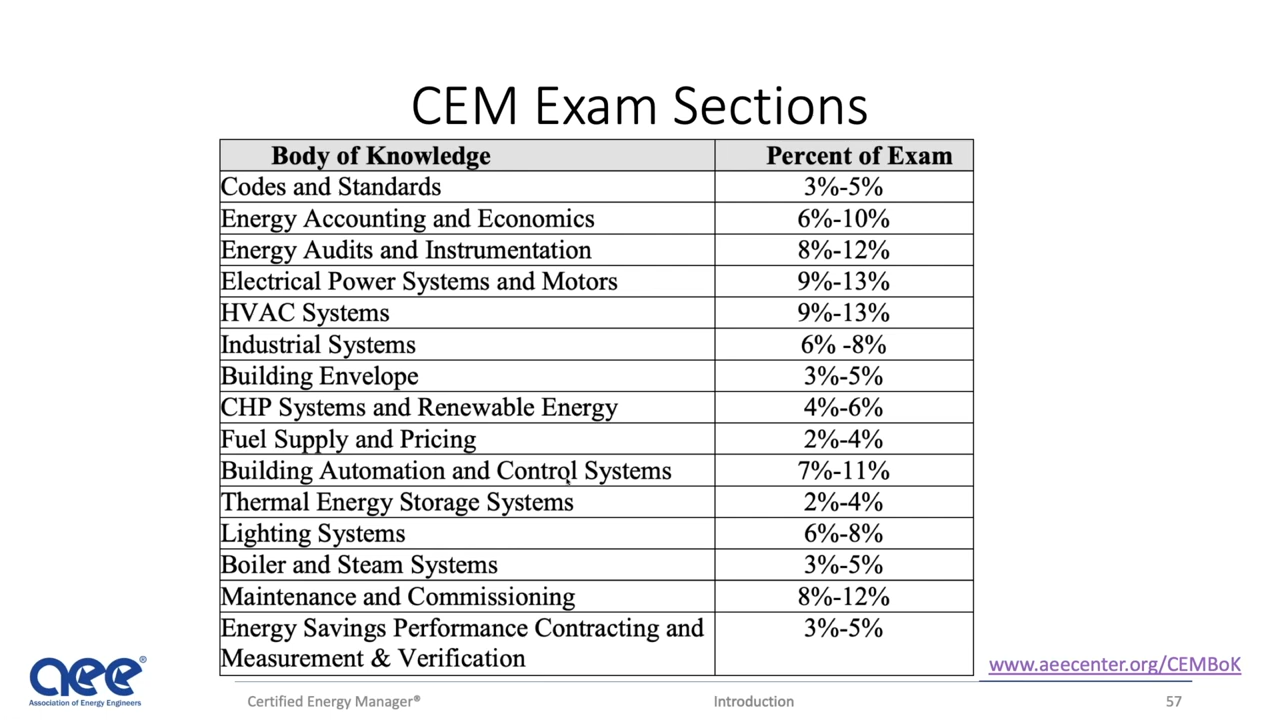 CEM Exam Sections
Body of Knowledge Percent of Exam
Codes and Standards 3%-5%
Energy Accounting and Economics 6%-10%
Energy Audits and Instrumentation 8%-12%
Electrical Power Systems and Motors 9%-13%
HVAC Systems 9%-13%
Industrial Systems 6% -8%
Building Envelope 3%-5%
CHP Systems and Renewable Energy 4%-6%
Fuel Supply and Pricing 2%-4%
Building Automation and Control Systems 7%-11%
Thermal Energy Storage Systems 2%-4%
Lighting Systems 6%-8%
Boiler and Steam Systems 3%-5%
Maintenance and Commissioning 8%-12%
Energy Savings Performance Contracting and 3%-5%
Measurement & Verification
www.aeecenter.org/CEMBoK
aee®
Association of Energy Engineers
Certified Energy Manager® Introduction 57